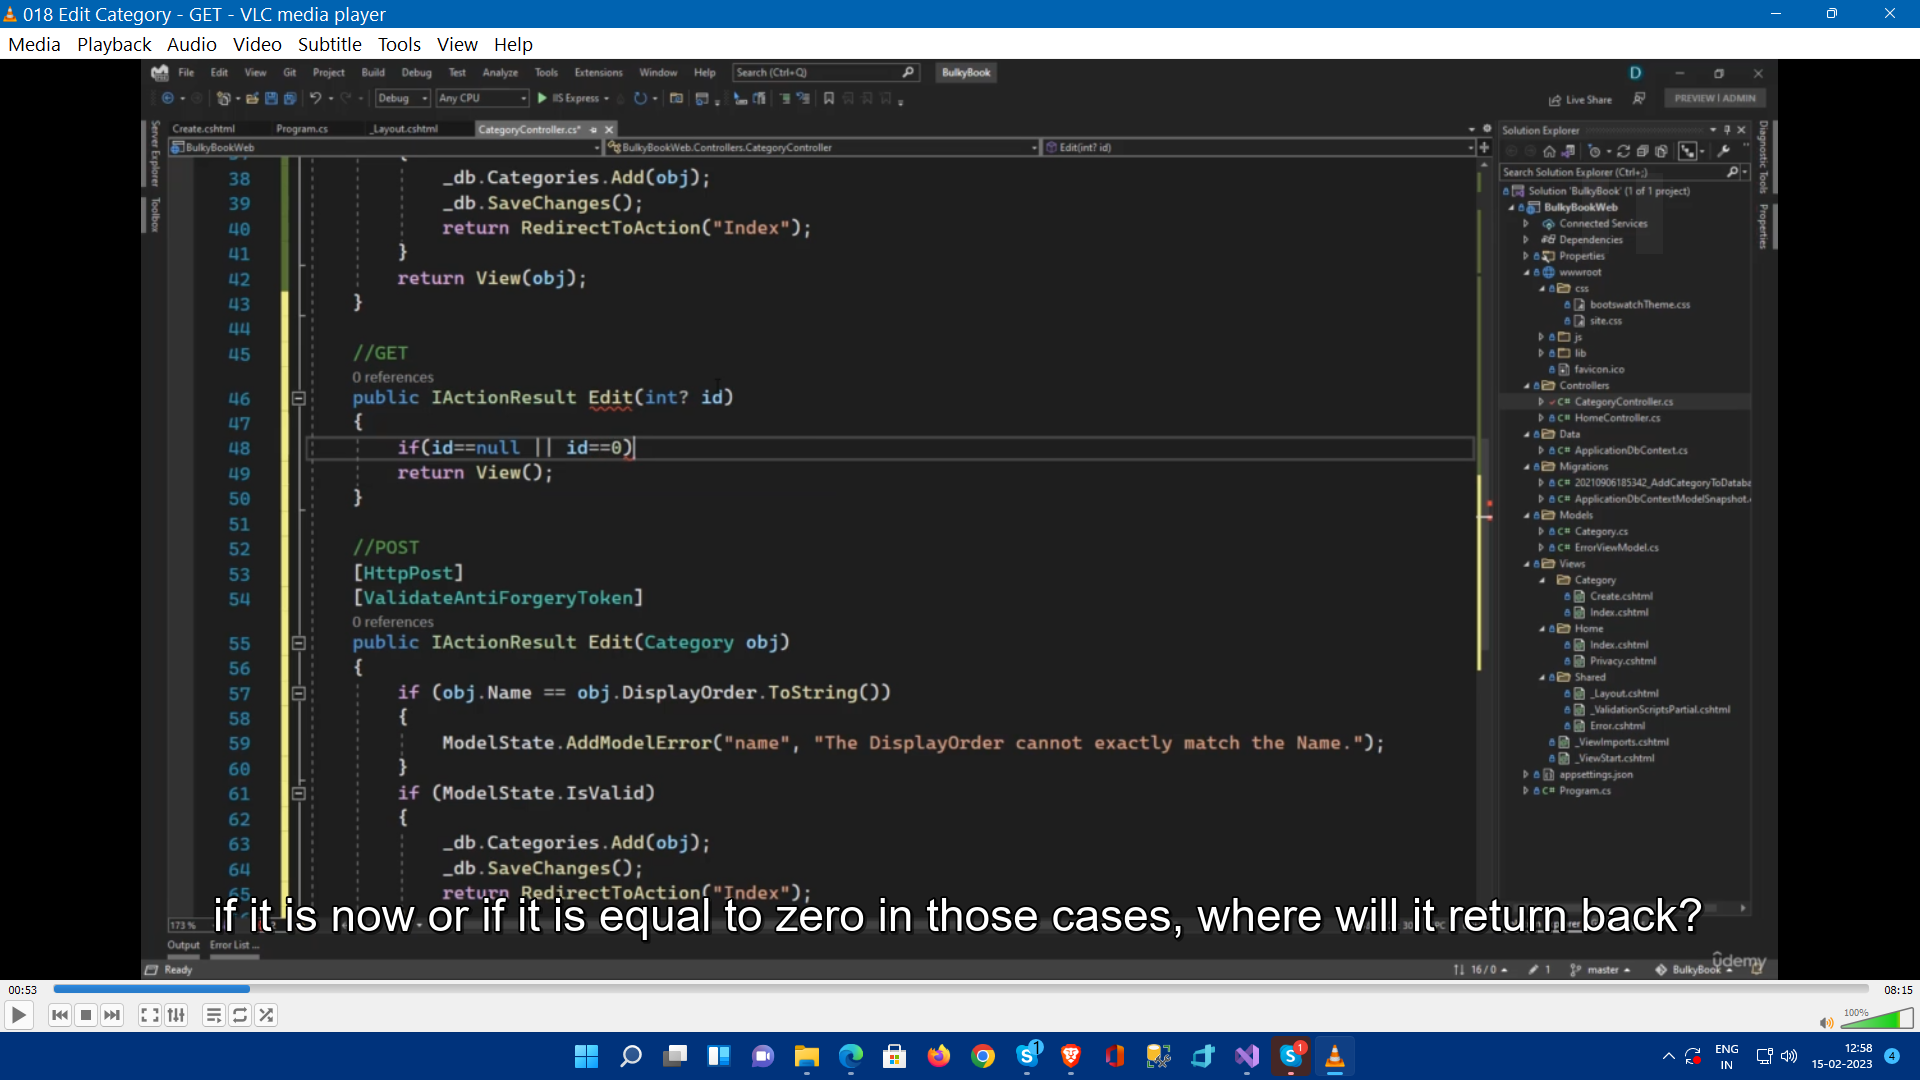 018 Edit Category - GET - VLC media player
Media Playback Audio Video Subtitle Tools View Help
File Edit View Git Project Build Debug Test Analyze Tools Extensions Window Help Search (Ctrl+Q) BulkyBook D
Debug Any CPU IIS Express Live Share PREVIEW | ADMIN
Create.cshtml Program.cs _Layout.cshtml CategoryController.cs*
BulkyBookWeb BulkyBookWeb.Controllers.CategoryController Edit(int? id)
Server Explorer
Toolbox
38 _db.Categories.Add(obj);
39 _db.SaveChanges();
40 return RedirectToAction("Index");
41 }
42 return View(obj);
43 }
44
45 //GET
0 references
46 public IActionResult Edit(int? id)
47 {
48 if(id==null || id==0)
49 return View();
50 }
51
52 //POST
53 [HttpPost]
54 [ValidateAntiForgeryToken]
0 references
55 public IActionResult Edit(Category obj)
56 {
57 if (obj.Name == obj.DisplayOrder.ToString())
58 {
59 ModelState.AddModelError("name", "The DisplayOrder cannot exactly match the Name.");
60 }
61 if (ModelState.IsValid)
62 {
63 _db.Categories.Add(obj);
64 _db.SaveChanges();
65 return RedirectToAction("Index");
if it is now or if it is equal to zero in those cases, where will it return back?
173 %
Output Error List ...
Ready 16 / 0 1 master BulkyBook
udemy
Solution Explorer
Search Solution Explorer (Ctrl+;)
Solution 'BulkyBook' (1 of 1 project)
BulkyBookWeb
Connected Services
Dependencies
Properties
wwwroot
css
bootswatchTheme.css
site.css
js
lib
favicon.ico
Controllers
C# CategoryController.cs
C# HomeController.cs
Data
C# ApplicationDbContext.cs
Migrations
C# 20210906185342_AddCategoryToDataba
C# ApplicationDbContextModelSnapshot.
Models
C# Category.cs
C# ErrorViewModel.cs
Views
Category
Create.cshtml
Index.cshtml
Home
Index.cshtml
Privacy.cshtml
Shared
_Layout.cshtml
_ValidationScriptsPartial.cshtml
Error.cshtml
_ViewImports.cshtml
_ViewStart.cshtml
appsettings.json
C# Program.cs
Diagnostic Tools
Properties
00:53 08:15
100%
1 1 ENG
IN
12:58
15-02-2023
4